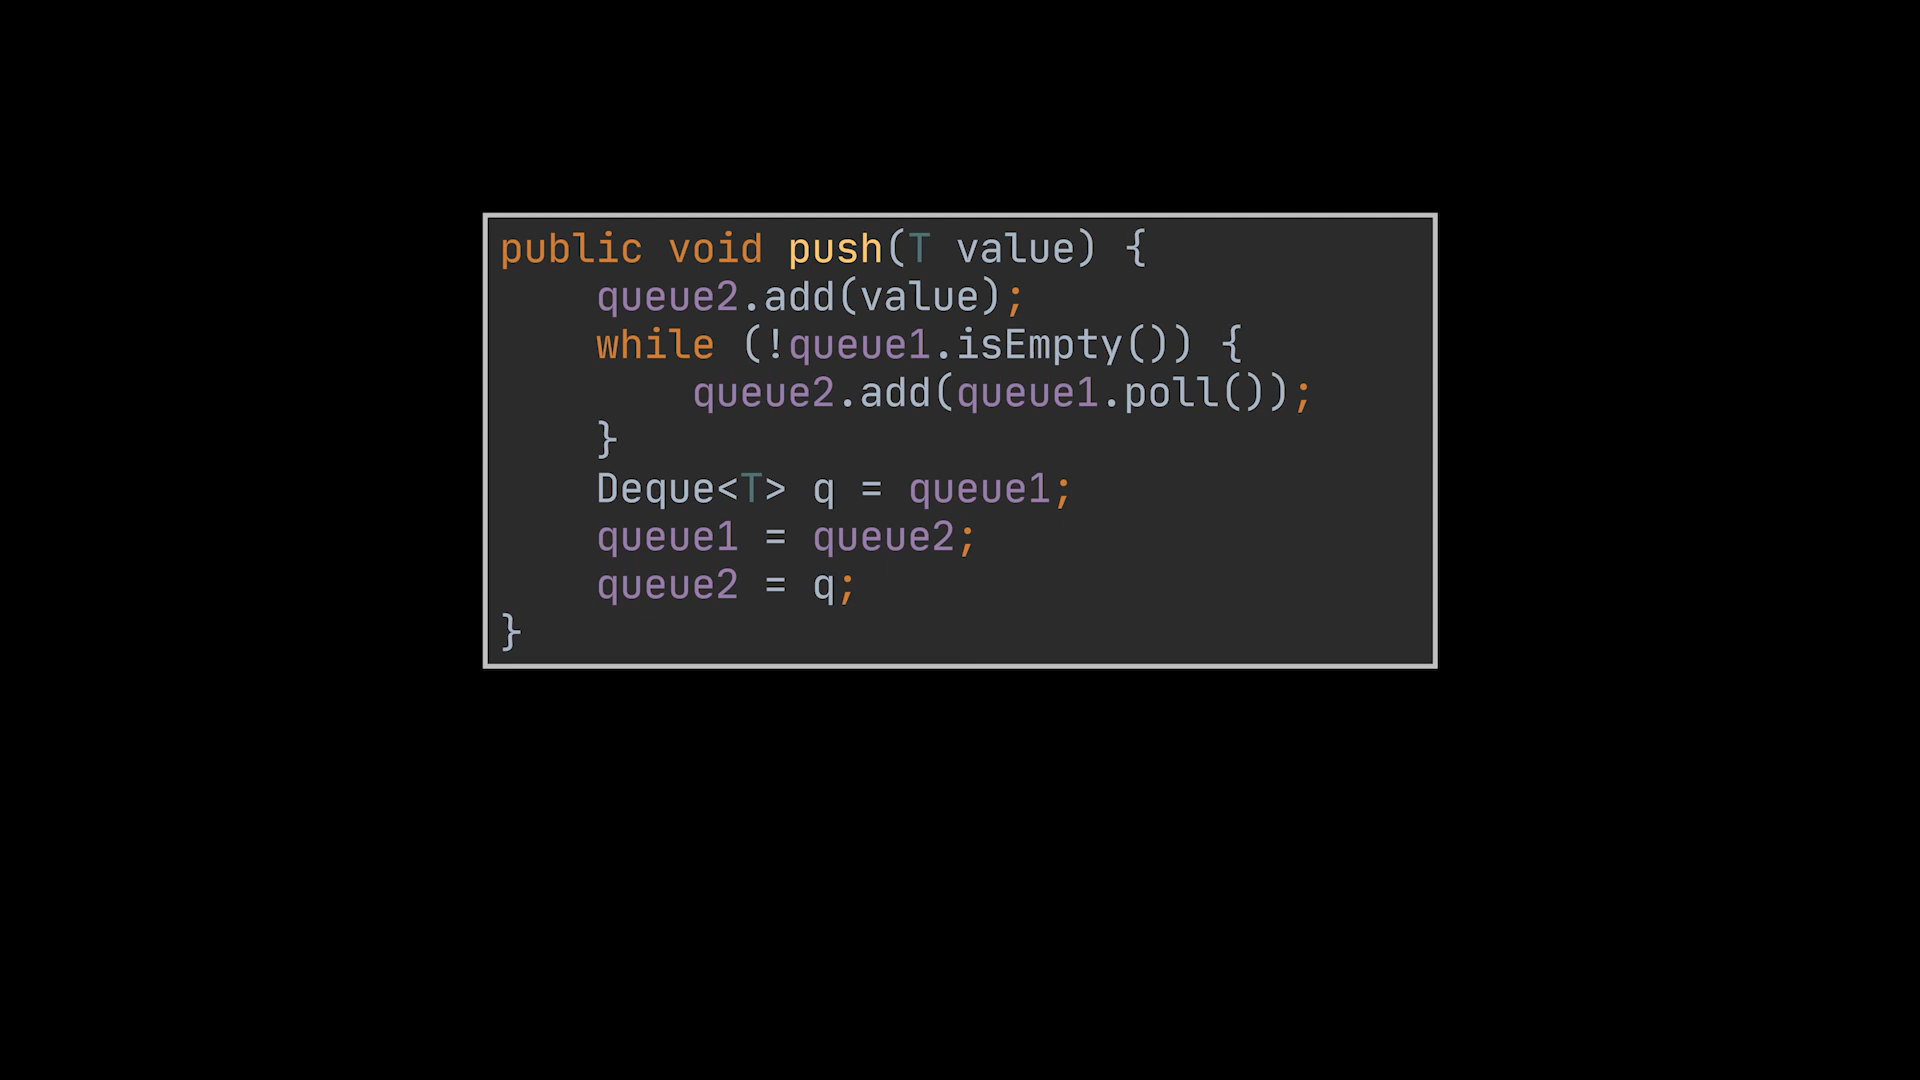 public void push(T value) {
    queue2.add(value);
    while (!queue1.isEmpty()) {
        queue2.add(queue1.poll());
    }
    Deque<T> q = queue1;
    queue1 = queue2;
    queue2 = q;
}